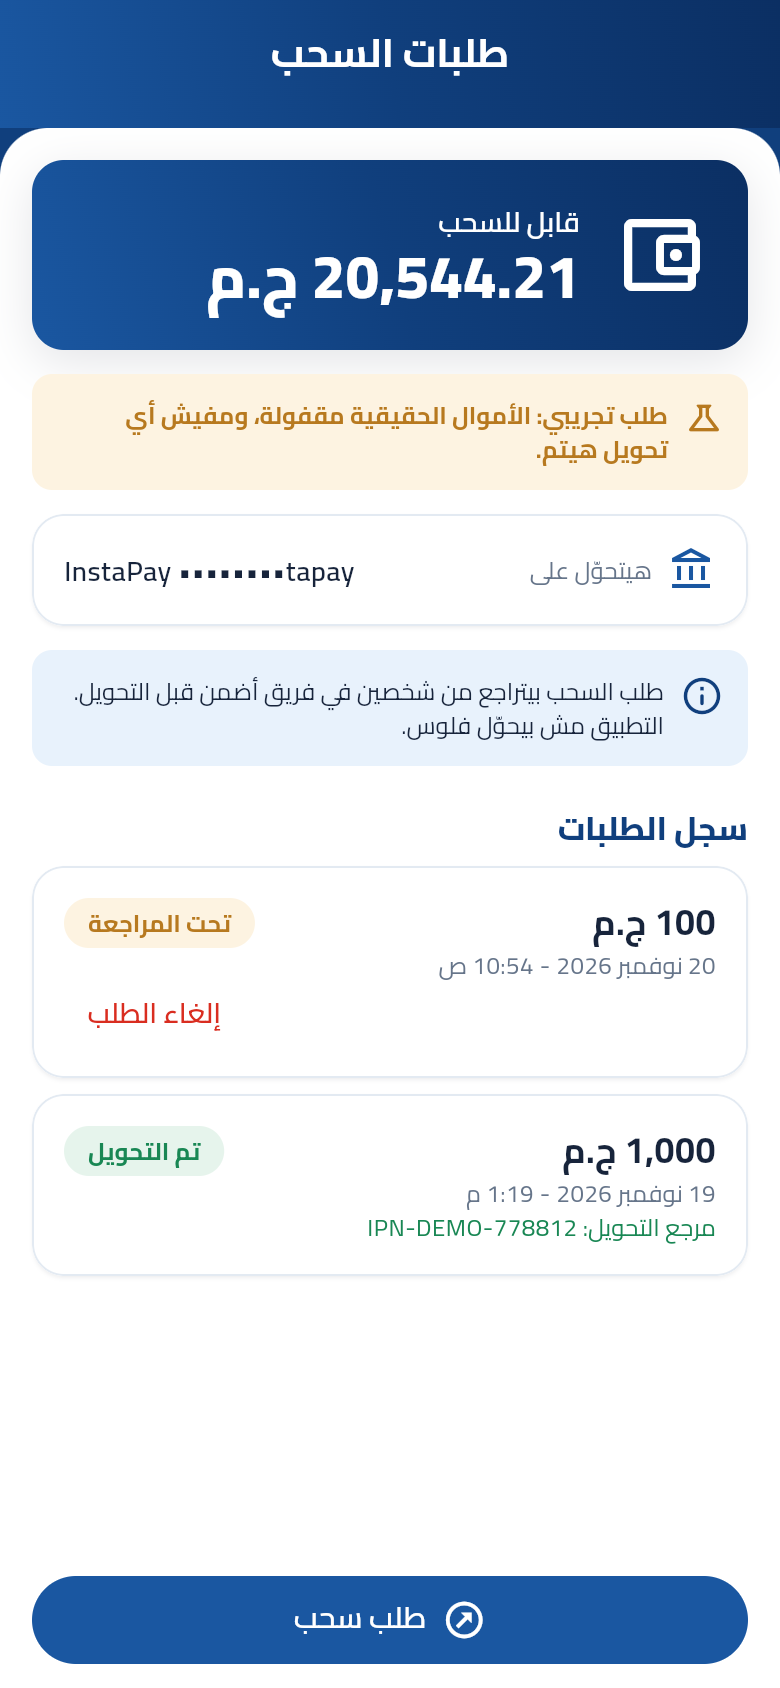 طلبات السحب
قابل للسحب
20,544.21 ج.م
طلب تجريبي: الأموال الحقيقية مقفولة، ومفيش أي
تحويل هيتم.
هيتحوّل على
InstaPay ••••••••tapay
طلب السحب بيتراجع من شخصين في فريق أضمن قبل التحويل.
التطبيق مش بيحوّل فلوس.
سجل الطلبات
100 ج.م
تحت المراجعة
20 نوفمبر 2026 - 10:54 ص
إلغاء الطلب
1,000 ج.م
تم التحويل
19 نوفمبر 2026 - 1:19 م
مرجع التحويل: IPN-DEMO-778812
طلب سحب